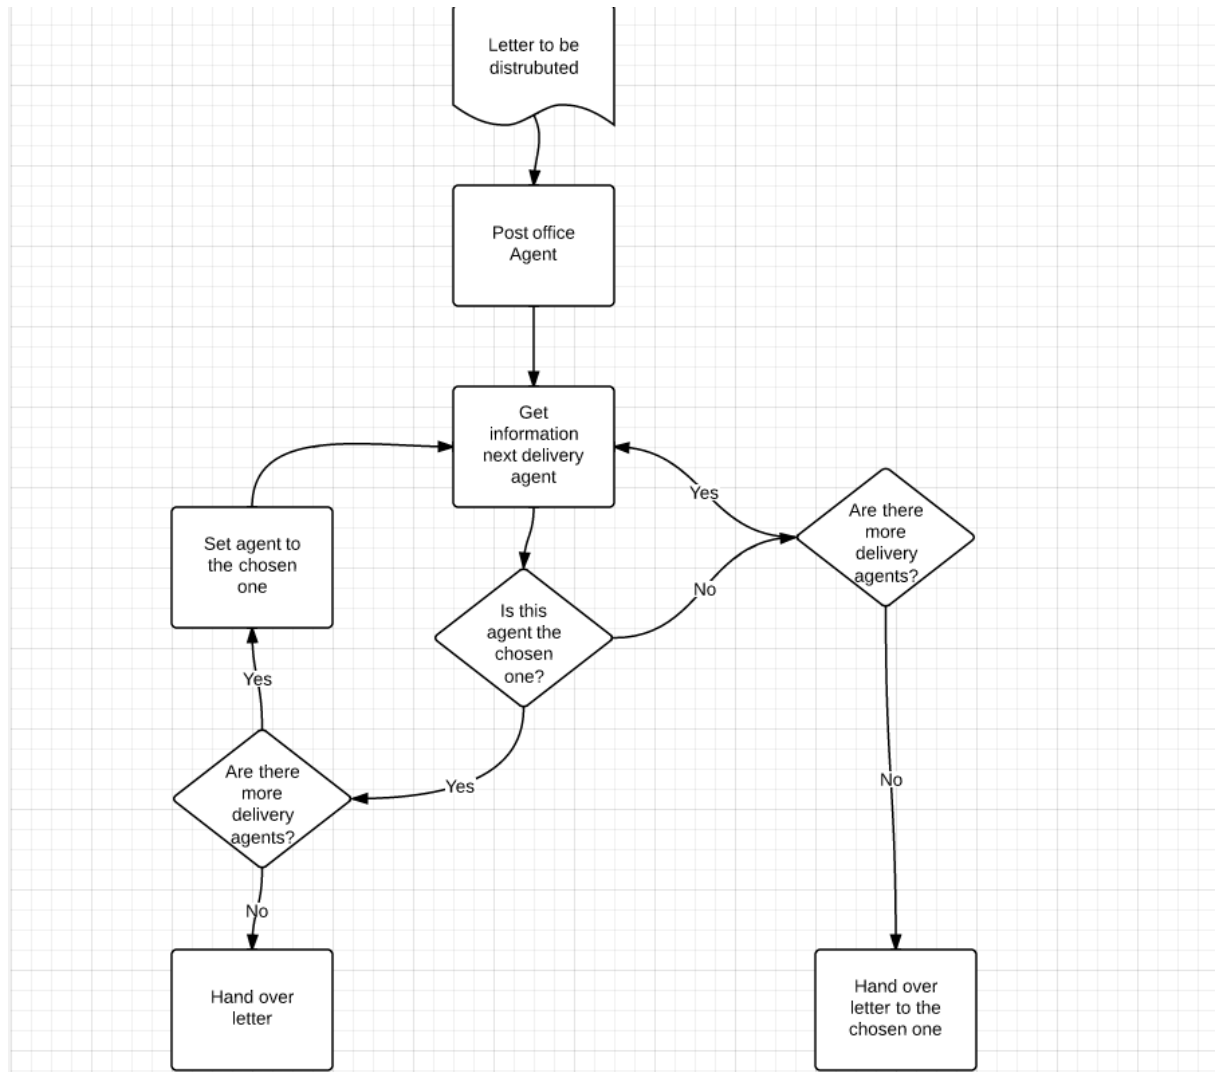 Letter to be
distrubuted
Post office
Agent
Get
information
next delivery
agent
Yes
Are there
more
delivery
agents?
Set agent to
the chosen
one
No
Is this
agent the
chosen
one?
Yes
Are there
more
delivery
agents?
Yes
No
No
Hand over
letter
Hand over
letter to the
chosen one